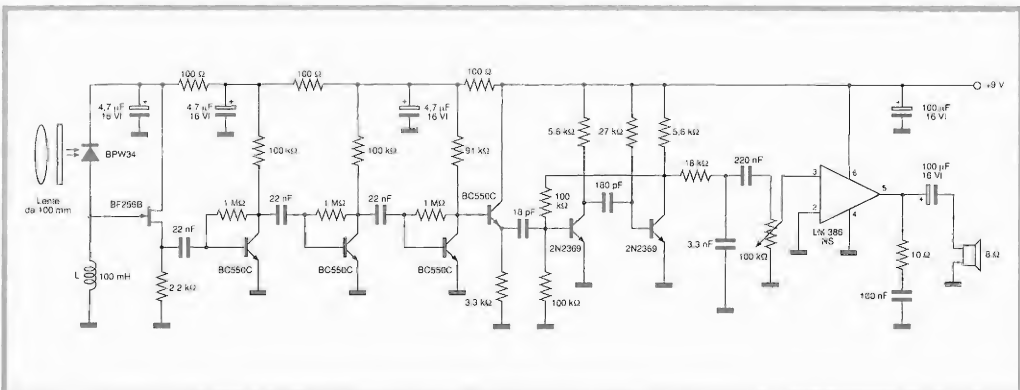 100 Ω
100 Ω
100 Ω
+9 V
4,7 µF
16 Vl
4,7 µF
16 Vl
4,7 µF
16 Vl
100 µF
16 Vl
BPW34
Lente
da 100 mm
100 kΩ
100 kΩ
91 kΩ
5.6 kΩ
27 kΩ
5,6 kΩ
18 kΩ
220 nF
100 µF
16 Vl
BC550C
BF256B
1 MΩ
22 nF
1 MΩ
22 nF
1 MΩ
22 nF
18 pF
100
kΩ
180 pF
3
6
5
2
4
LM 386
NS
2N2369
2N2369
3,3 nF
100 kΩ
10 Ω
8 Ω
L
100 mH
2,2 kΩ
BC550C
BC550C
BC550C
3.3 kΩ
100 kΩ